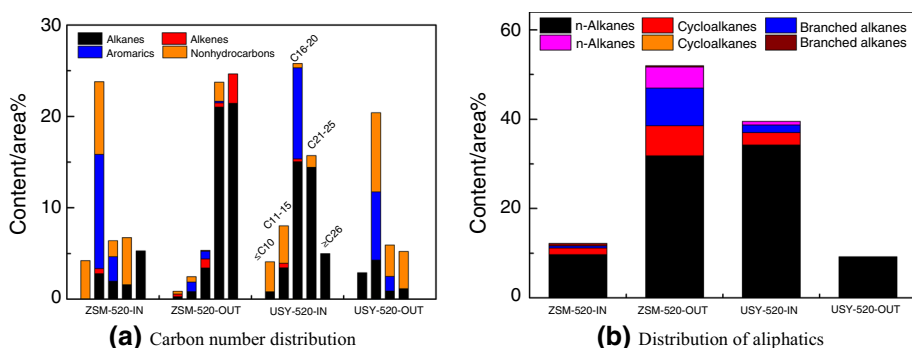 Content/area%
30
20
10
0
Alkanes
Alkenes
Aromarics
Nonhydrocarbons
≤C10
C11-15
C16-20
C21-25
≥C26
ZSM-520-IN
ZSM-520-OUT
USY-520-IN
USY-520-OUT
(a) Carbon number distribution
Content/area%
60
40
20
0
n-Alkanes
Cycloalkanes
Branched alkanes
n-Alkanes
Cycloalkanes
Branched alkanes
ZSM-520-IN
ZSM-520-OUT
USY-520-IN
USY-520-OUT
(b) Distribution of aliphatics